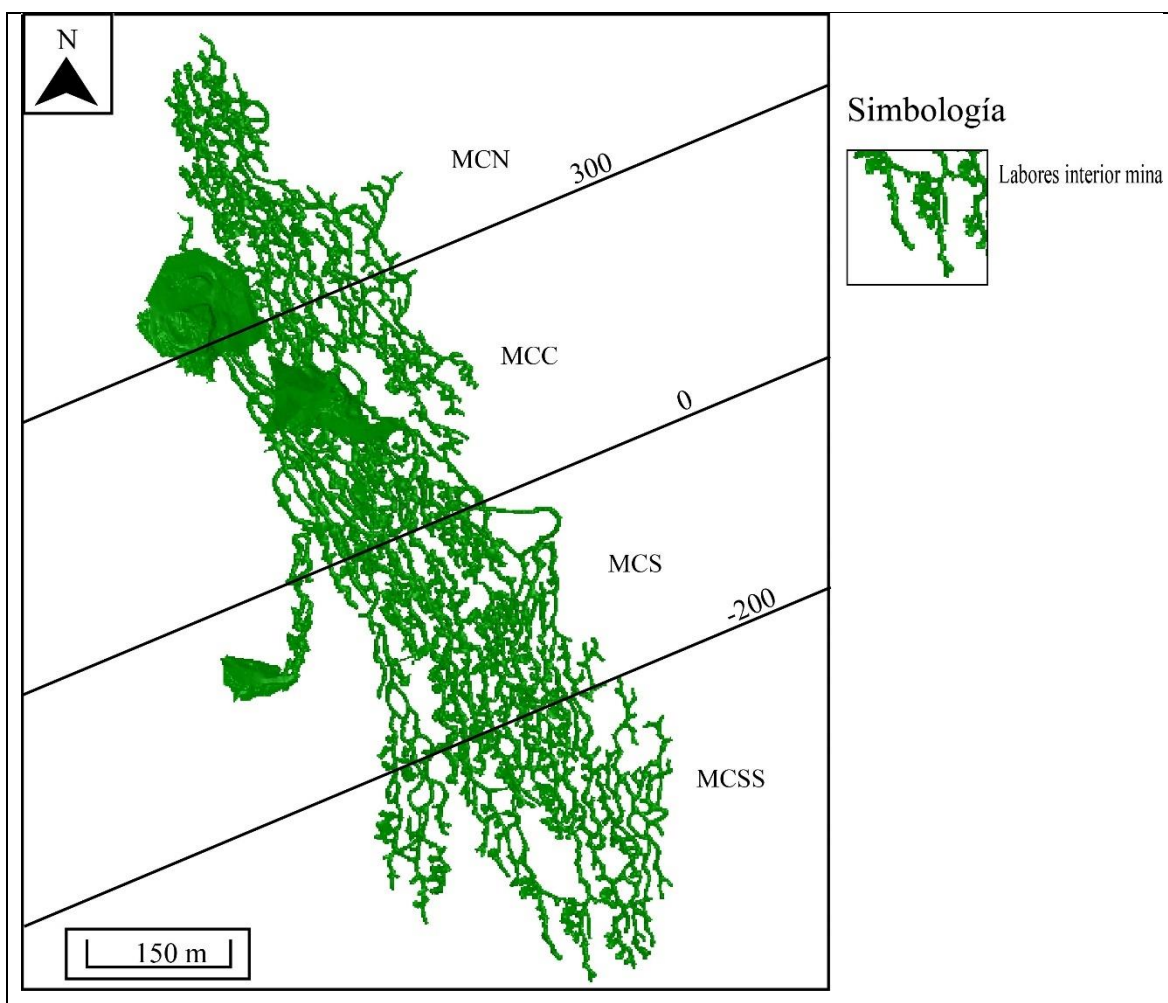 N
MCN
300
Simbología
Labores interior mina
MCC
0
MCS
-200
MCSS
150 m